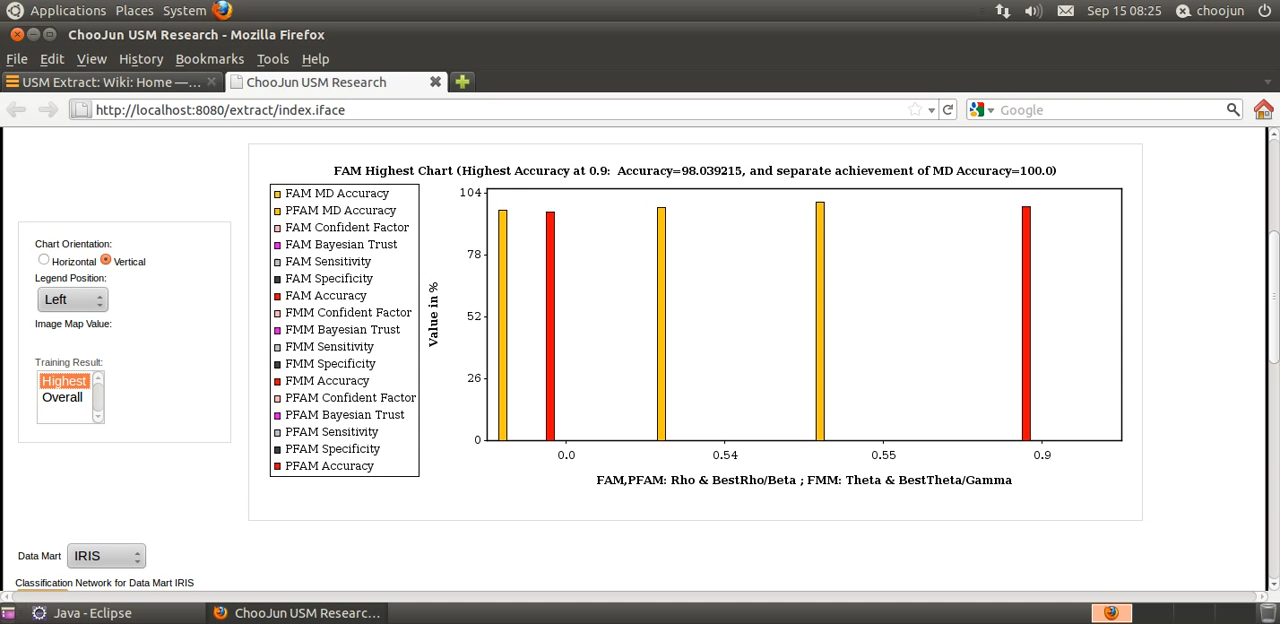 Applications Places System Sep 15 08:25 choojun
ChooJun USM Research - Mozilla Firefox
File Edit View History Bookmarks Tools Help
USM Extract: Wiki: Home —... ChooJun USM Research
http://localhost:8080/extract/index.iface Google
FAM Highest Chart (Highest Accuracy at 0.9: Accuracy=98.039215, and separate achievement of MD Accuracy=100.0)
Chart Orientation:
Horizontal Vertical
Legend Position:
Left
Image Map Value:
Training Result:
Highest
Overall
FAM MD Accuracy
PFAM MD Accuracy
FAM Confident Factor
FAM Bayesian Trust
FAM Sensitivity
FAM Specificity
FAM Accuracy
FMM Confident Factor
FMM Bayesian Trust
FMM Sensitivity
FMM Specificity
FMM Accuracy
PFAM Confident Factor
PFAM Bayesian Trust
PFAM Sensitivity
PFAM Specificity
PFAM Accuracy
Value in %
104
78
52
26
0
0.0 0.54 0.55 0.9
FAM,PFAM: Rho & BestRho/Beta ; FMM: Theta & BestTheta/Gamma
Data Mart IRIS
Classification Network for Data Mart IRIS
Java - Eclipse ChooJun USM Researc...